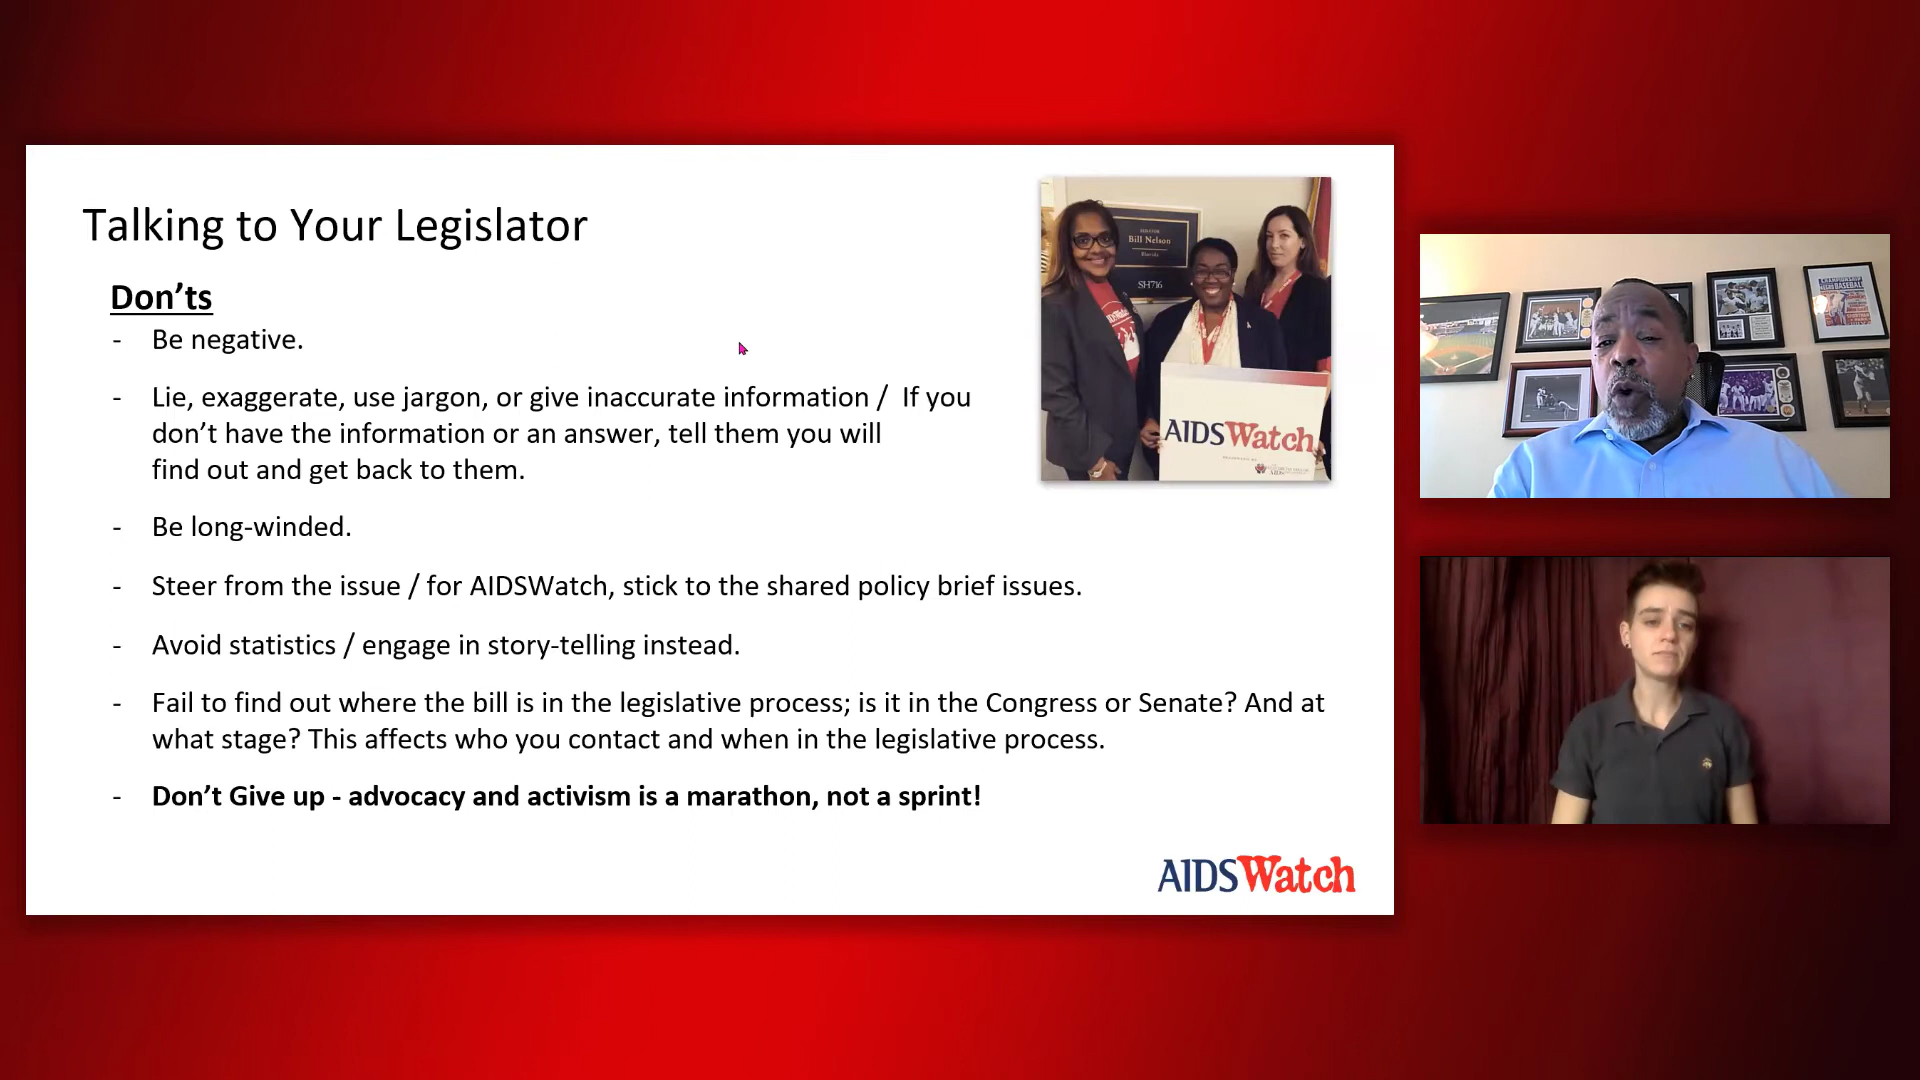 Talking to Your Legislator
Don’ts
- Be negative.
- Lie, exaggerate, use jargon, or give inaccurate information / If you
don’t have the information or an answer, tell them you will
find out and get back to them.
- Be long-winded.
- Steer from the issue / for AIDSWatch, stick to the shared policy brief issues.
- Avoid statistics / engage in story-telling instead.
- Fail to find out where the bill is in the legislative process; is it in the Congress or Senate? And at
what stage? This affects who you contact and when in the legislative process.
- Don’t Give up - advocacy and activism is a marathon, not a sprint!
SENATOR
Bill Nelson
Florida
SH716
AIDSWatch
AIDSWatch
BASEBALL